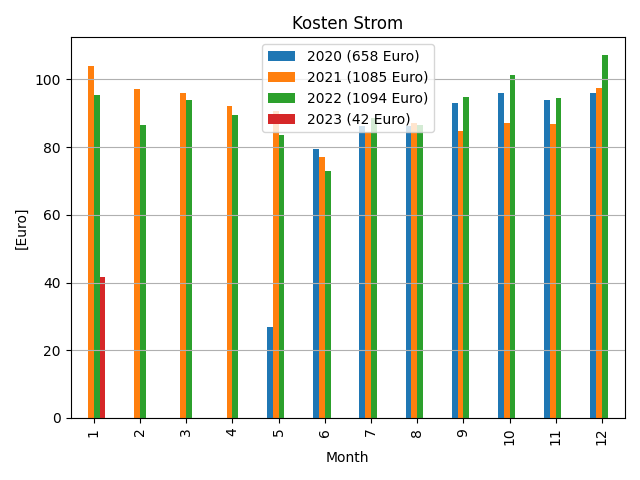 Kosten Strom
2020 (658 Euro)
2021 (1085 Euro)
2022 (1094 Euro)
2023 (42 Euro)
100
80
60
40
20
0
[Euro]
1 2 3 4 5 6 7 8 9 10 11 12
Month